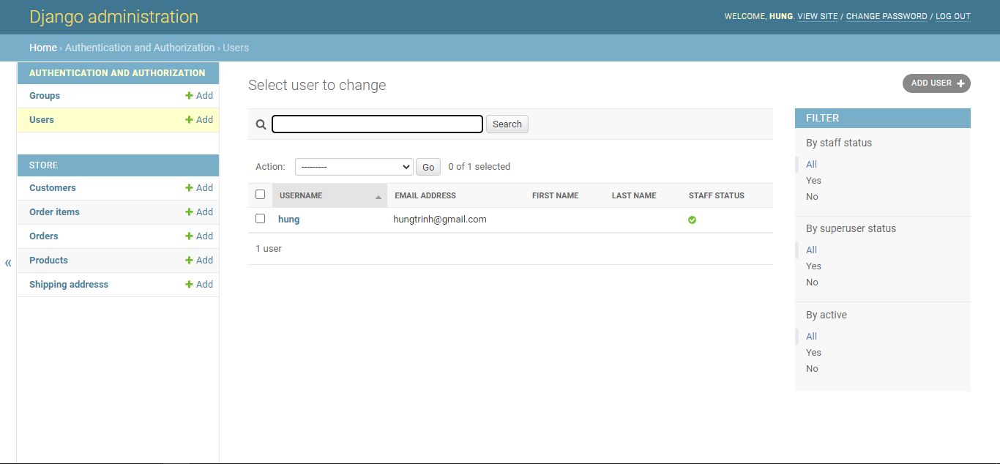 Django administration
WELCOME, HUNG. VIEW SITE / CHANGE PASSWORD / LOG OUT
Home › Authentication and Authorization › Users
AUTHENTICATION AND AUTHORIZATION
Groups + Add
Users + Add
STORE
Customers + Add
Order items + Add
Orders + Add
Products + Add
Shipping addresss + Add
«
Select user to change
ADD USER +
Search
Action: --------- Go 0 of 1 selected
USERNAME EMAIL ADDRESS FIRST NAME LAST NAME STAFF STATUS
hung hungtrinh@gmail.com
1 user
FILTER
By staff status
All
Yes
No
By superuser status
All
Yes
No
By active
All
Yes
No